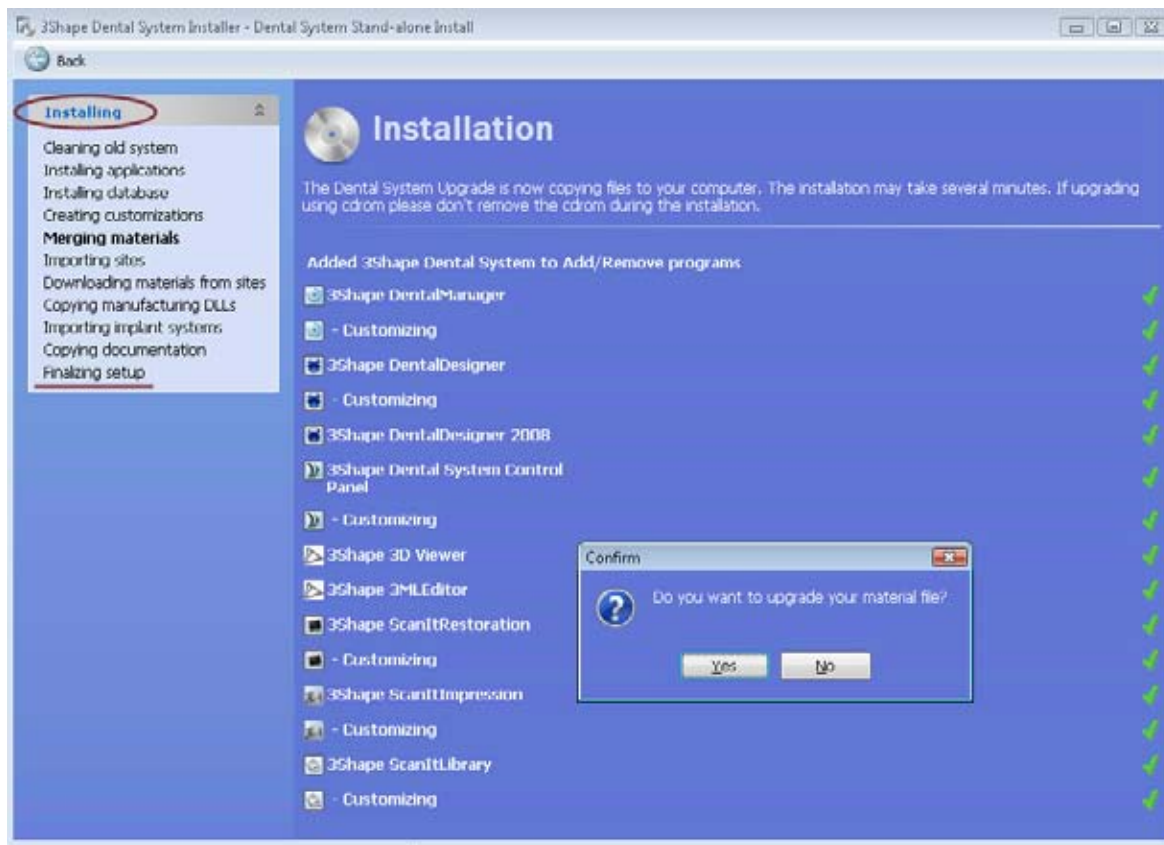 3Shape Dental System Installer - Dental System Stand-alone Install
Back
Installing
Cleaning old system
Installing applications
Installing database
Creating customizations
Merging materials
Importing sites
Downloading materials from sites
Copying manufacturing DLLs
Importing implant systems
Copying documentation
Finalizing setup
Installation
The Dental System Upgrade is now copying files to your computer. The installation may take several minutes. If upgrading
using cdrom please don't remove the cdrom during the installation.
Added 3Shape Dental System to Add/Remove programs
3Shape DentalManager
- Customizing
3Shape DentalDesigner
- Customizing
3Shape DentalDesigner 2008
3Shape Dental System Control
Panel
- Customizing
3Shape 3D Viewer
3Shape 3MLEditor
3Shape ScanItRestoration
- Customizing
3Shape ScanItImpression
- Customizing
3Shape ScanItLibrary
- Customizing
Confirm
Do you want to upgrade your material file?
Yes
No